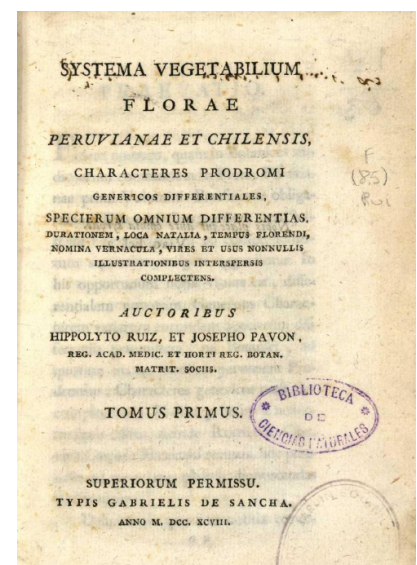 SYSTEMA VEGETABILIUM
FLORAE
PERUVIANAE ET CHILENSIS,
CHARACTERES PRODROMI
GENERICOS DIFFERENTIALES,
SPECIERUM OMNIUM DIFFERENTIAS,
DURATIONEM, LOCA NATALIA, TEMPUS FLORENDI,
NOMINA VERNACULA, VIRES ET USUS NONNULLIS
ILLUSTRATIONIBUS INTERSPERSIS
COMPLECTENS.
AUCTORIBUS
HIPPOLYTO RUIZ, ET JOSEPHO PAVON,
REG. ACAD. MEDIC. ET HORTI REG. BOTAN.
MATRIT. SOCIIS.
TOMUS PRIMUS.
SUPERIORUM PERMISSU.
TYPIS GABRIELIS DE SANCHA.
ANNO M. DCC. XCVIII.
F
(85)
Rui
BIBLIOTECA
DE
CIENCIAS NATURALES